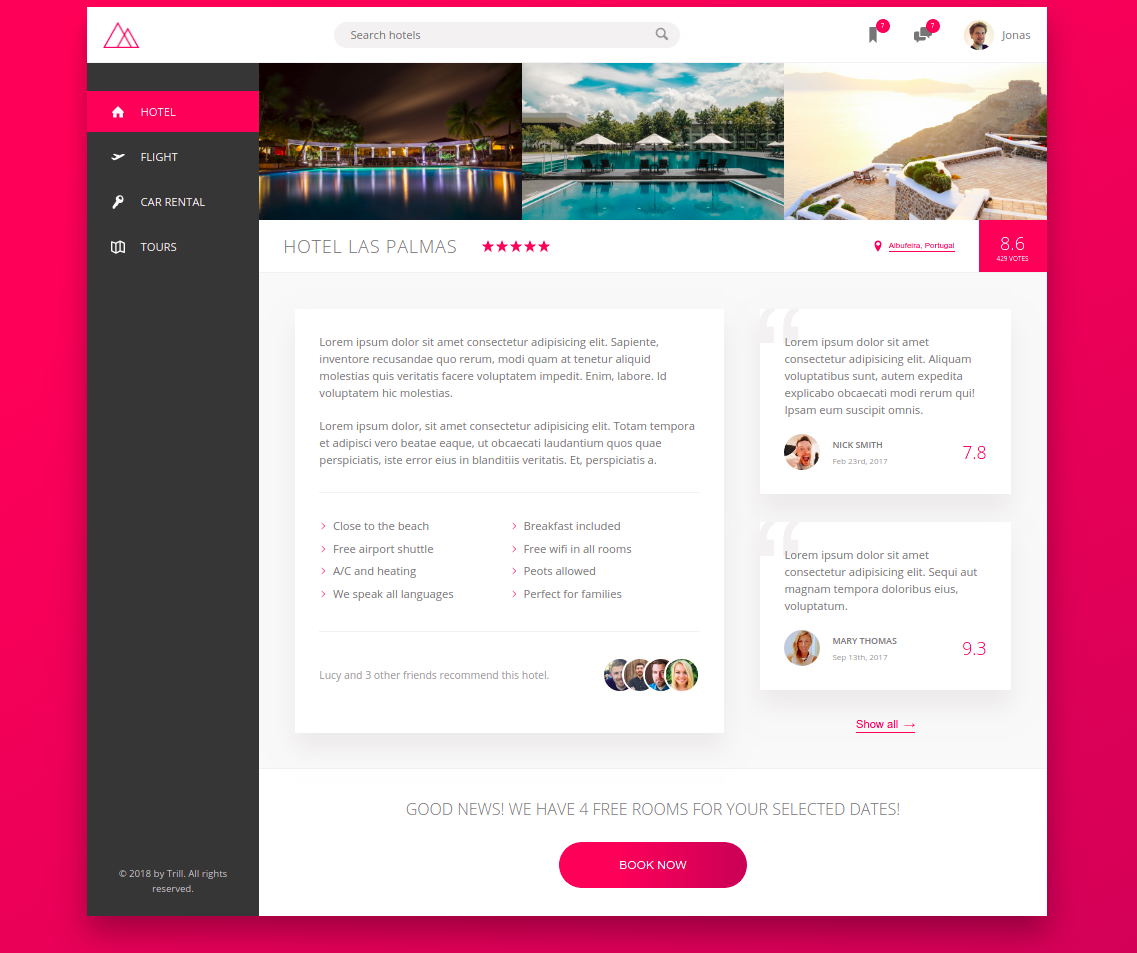 Search hotels
7
7
Jonas
HOTEL
FLIGHT
CAR RENTAL
TOURS
© 2018 by Trill. All rights
reserved.
HOTEL LAS PALMAS
Albufeira, Portugal
8.6
429 VOTES
Lorem ipsum dolor sit amet consectetur adipisicing elit. Sapiente,
inventore recusandae quo rerum, modi quam at tenetur aliquid
molestias quis veritatis facere voluptatem impedit. Enim, labore. Id
voluptatem hic molestias.
Lorem ipsum dolor, sit amet consectetur adipisicing elit. Totam tempora
et adipisci vero beatae eaque, ut obcaecati laudantium quos quae
perspiciatis, iste error eius in blanditiis veritatis. Et, perspiciatis a.
Close to the beach
Breakfast included
Free airport shuttle
Free wifi in all rooms
A/C and heating
Peots allowed
We speak all languages
Perfect for families
Lucy and 3 other friends recommend this hotel.
“
Lorem ipsum dolor sit amet
consectetur adipisicing elit. Aliquam
voluptatibus sunt, autem expedita
explicabo obcaecati modi rerum qui!
Ipsam eum suscipit omnis.
NICK SMITH
Feb 23rd, 2017
7.8
“
Lorem ipsum dolor sit amet
consectetur adipisicing elit. Sequi aut
magnam tempora doloribus eius,
voluptatum.
MARY THOMAS
Sep 13th, 2017
9.3
Show all →
GOOD NEWS! WE HAVE 4 FREE ROOMS FOR YOUR SELECTED DATES!
BOOK NOW